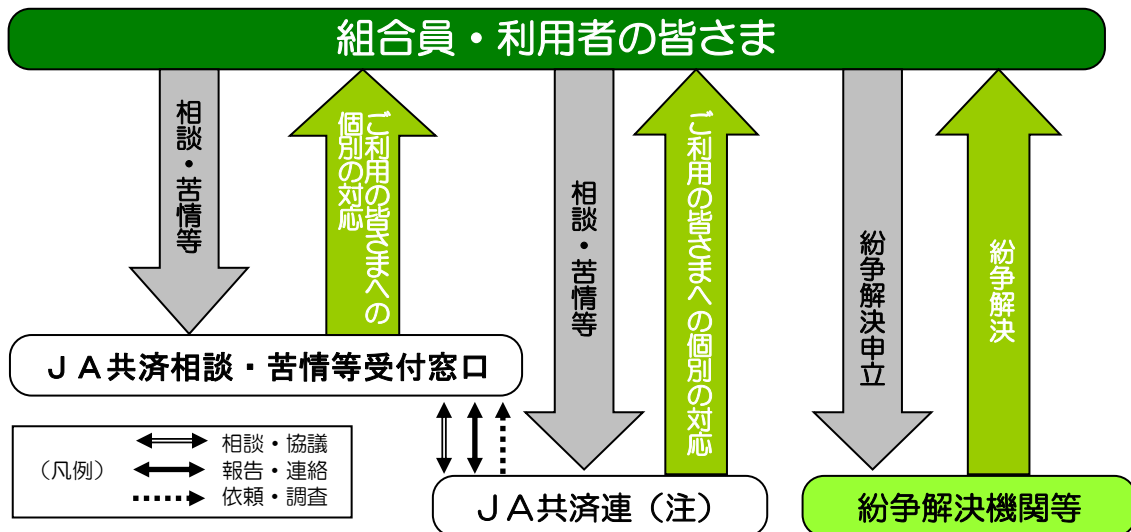 組合員・利用者の皆さま
相談・苦情等
ご利用の皆さまへの
個別の対応
相談・苦情等
ご利用の皆さまへの個別の対応
紛争解決申立
紛争解決
ＪＡ共済相談・苦情等受付窓口
（凡例）
相談・協議
報告・連絡
依頼・調査
ＪＡ共済連（注）
紛争解決機関等